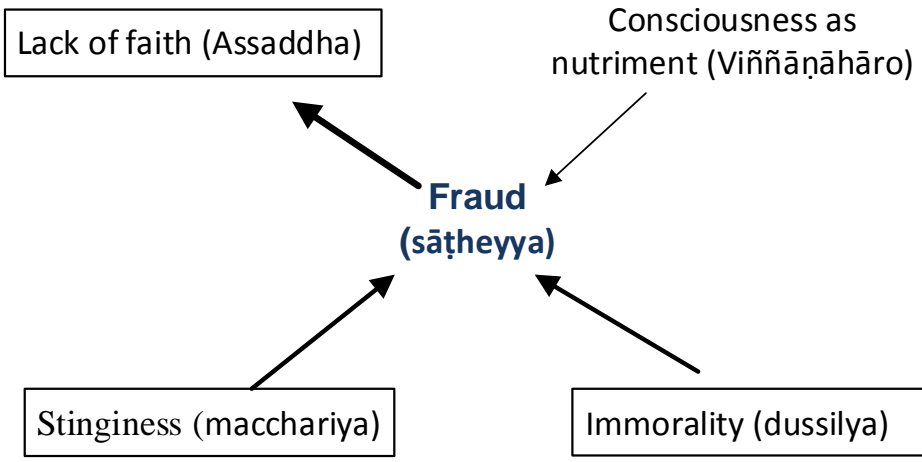 Lack of faith (Assaddha)
Consciousness as
nutriment (Viññāṇāhāro)
Fraud
(sāṭheyya)
Stinginess (macchariya)
Immorality (dussilya)